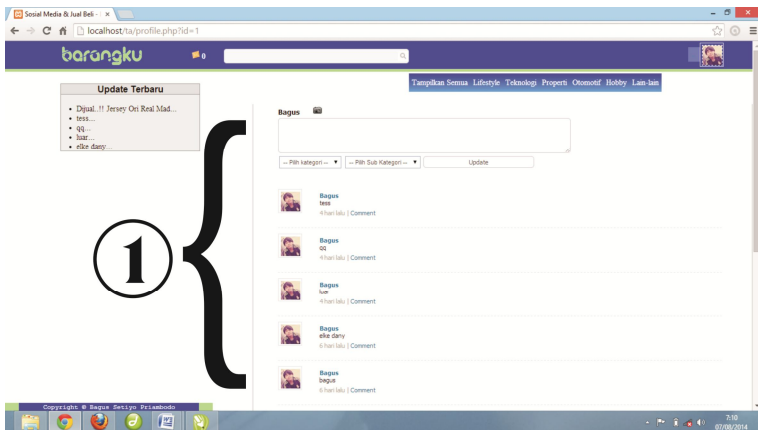 Sosial Media & Jual Beli -
localhost/ta/profile.php?id=1
barangku
0
Tampilkan Semua Lifestyle Teknologi Properti Otomotif Hobby Lain-lain
Update Terbaru
Dijual..!! Jersey Ori Real Mad...
tess...
qq...
luar...
elke dany...
Bagus
-- Pilih kategori -- -- Pilih Sub Kategori -- Update
1
Bagus
tess
4 hari lalu | Comment
Bagus
qq
4 hari lalu | Comment
Bagus
luar
4 hari lalu | Comment
Bagus
elke dany
6 hari lalu | Comment
Bagus
bagus
6 hari lalu | Comment
Copyright © Bagus Setiyo Priambodo
7:10
07/08/2014